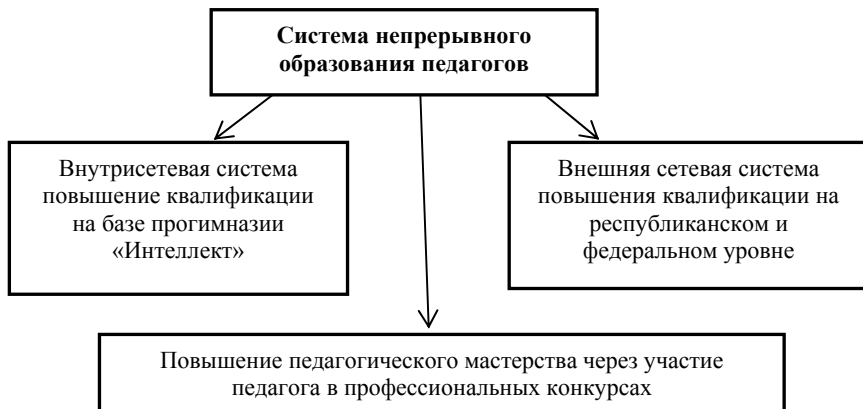 Система непрерывного
образования педагогов
Внутрисетевая система
повышение квалификации
на базе прогимназии
«Интеллект»
Внешняя сетевая система
повышения квалификации на
республиканском и
федеральном уровне
Повышение педагогического мастерства через участие
педагога в профессиональных конкурсах